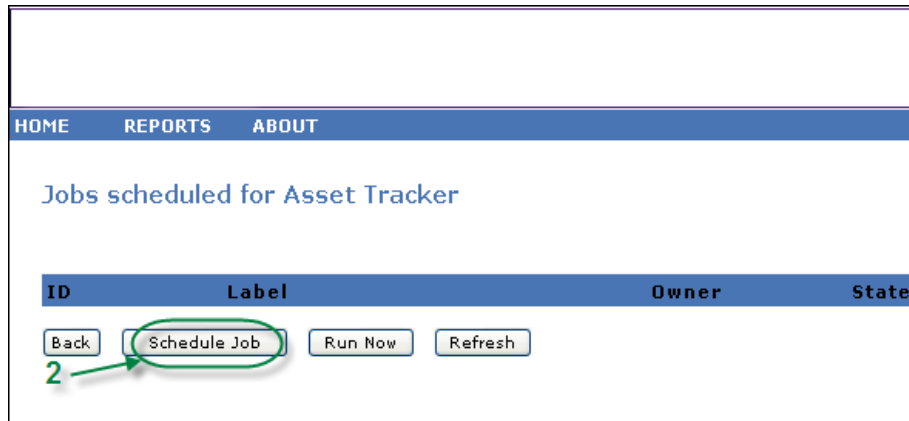 HOME REPORTS ABOUT
Jobs scheduled for Asset Tracker
ID Label Owner State
Back Schedule Job Run Now Refresh
2